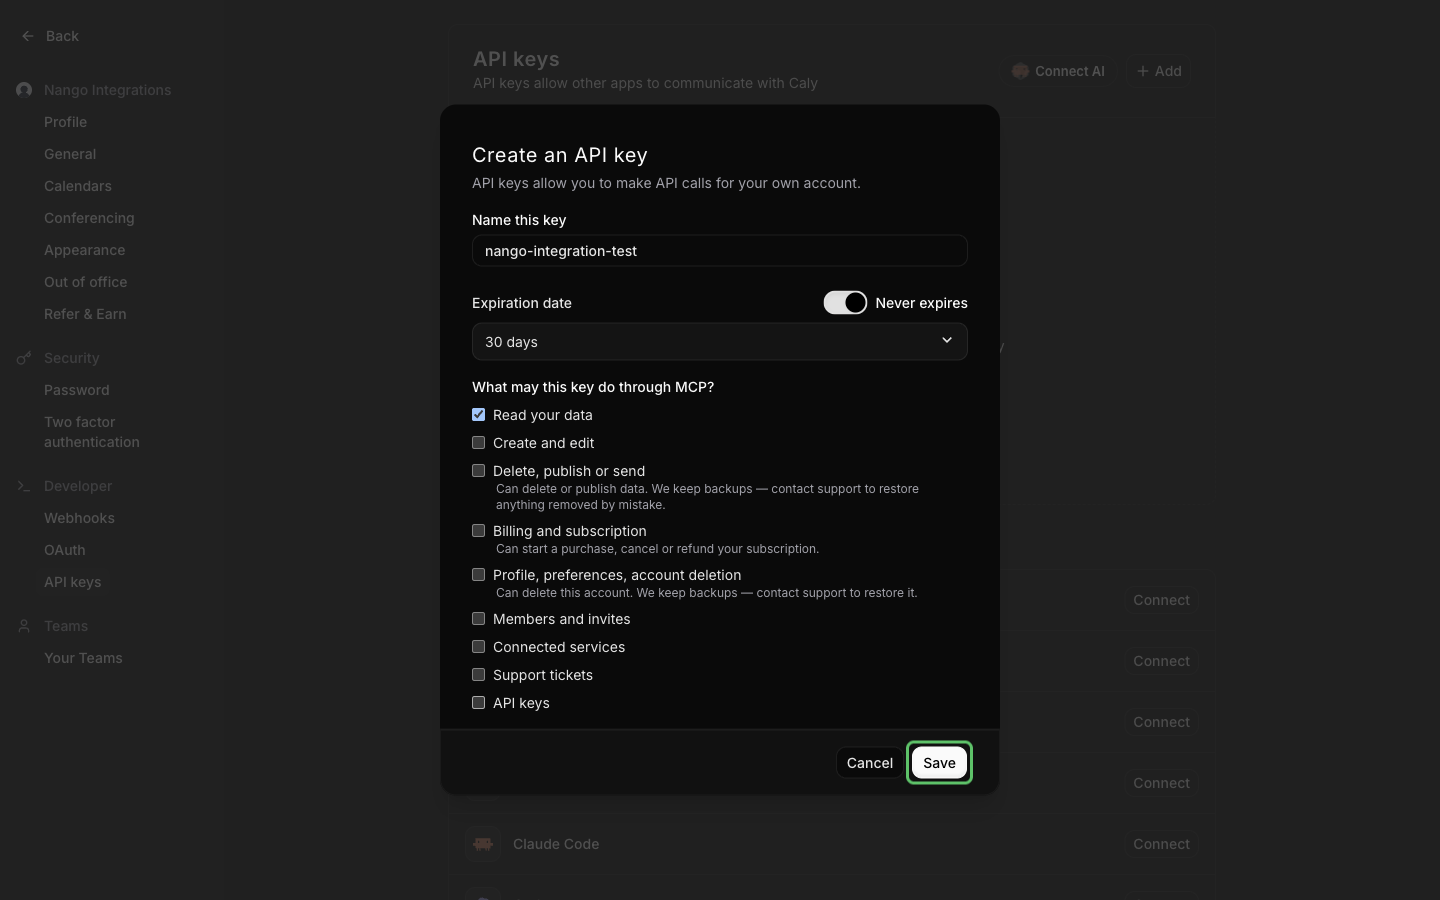 Back
API keys
API keys allow other apps to communicate with Caly
Connect AI
Add
Nango Integrations
Profile
General
Calendars
Conferencing
Appearance
Out of office
Refer & Earn
Security
Password
Two factor
authentication
Developer
Webhooks
OAuth
API keys
Teams
Your Teams
Create an API key
API keys allow you to make API calls for your own account.
Name this key
nango-integration-test
Expiration date
Never expires
30 days
What may this key do through MCP?
Read your data
Create and edit
Delete, publish or send
Can delete or publish data. We keep backups — contact support to restore
anything removed by mistake.
Billing and subscription
Can start a purchase, cancel or refund your subscription.
Profile, preferences, account deletion
Can delete this account. We keep backups — contact support to restore it.
Members and invites
Connected services
Support tickets
API keys
Cancel
Save
Connect
Connect
Connect
Connect
Claude Code
Connect